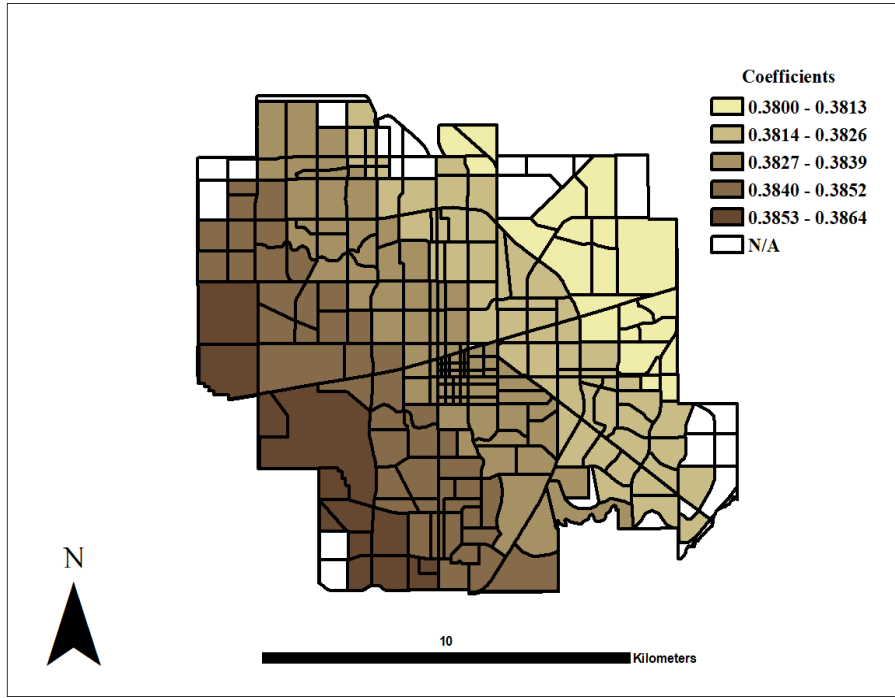 Coefficients
0.3800 - 0.3813
0.3814 - 0.3826
0.3827 - 0.3839
0.3840 - 0.3852
0.3853 - 0.3864
N/A
N
10
Kilometers